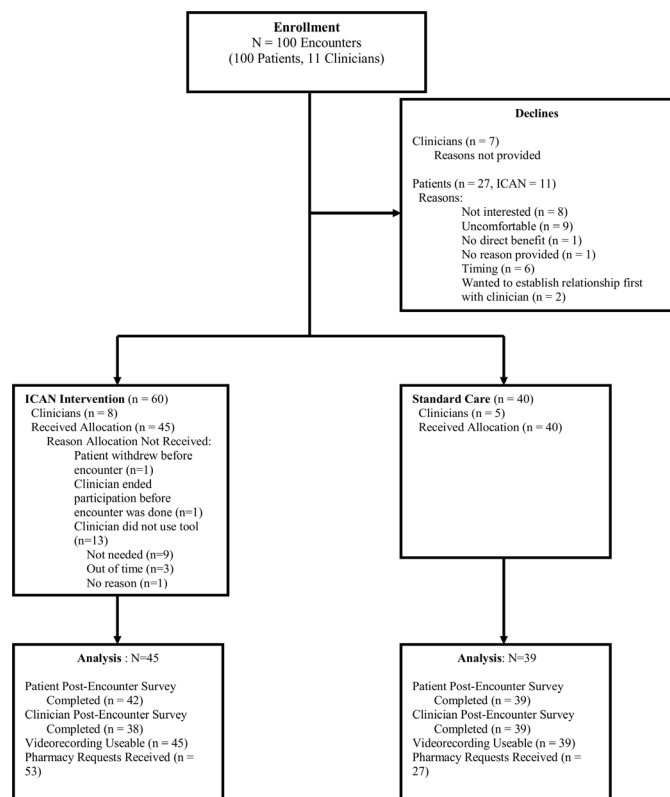 Enrollment
N = 100 Encounters
(100 Patients, 11 Clinicians)
Declines
Clinicians (n = 7)
Reasons not provided
Patients (n = 27, ICAN = 11)
Reasons:
Not interested (n = 8)
Uncomfortable (n = 9)
No direct benefit (n = 1)
No reason provided (n = 1)
Timing (n = 6)
Wanted to establish relationship first
with clinician (n = 2)
ICAN Intervention (n = 60)
Clinicians (n = 8)
Received Allocation (n = 45)
Reason Allocation Not Received:
Patient withdrew before
encounter (n=1)
Clinician ended
participation before
encounter was done (n=1)
Clinician did not use tool
(n=13)
Not needed (n=9)
Out of time (n=3)
No reason (n=1)
Standard Care (n = 40)
Clinicians (n = 5)
Received Allocation (n = 40)
Analysis : N=45
Patient Post-Encounter Survey
Completed (n = 42)
Clinician Post-Encounter Survey
Completed (n = 38)
Videorecording Useable (n = 45)
Pharmacy Requests Received (n =
53)
Analysis: N=39
Patient Post-Encounter Survey
Completed (n = 39)
Clinician Post-Encounter Survey
Completed (n = 39)
Videorecording Useable (n = 39)
Pharmacy Requests Received (n =
27)